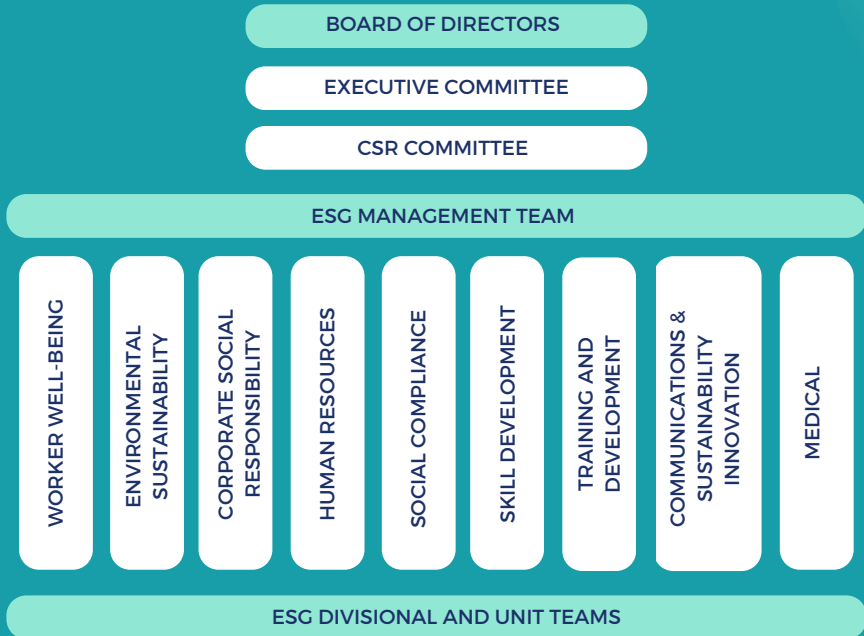 BOARD OF DIRECTORS
EXECUTIVE COMMITTEE
CSR COMMITTEE
ESG MANAGEMENT TEAM
WORKER WELL-BEING
ENVIRONMENTAL
SUSTAINABILITY
CORPORATE SOCIAL
RESPONSIBILITY
HUMAN RESOURCES
SOCIAL COMPLIANCE
SKILL DEVELOPMENT
TRAINING AND
DEVELOPMENT
COMMUNICATIONS &
SUSTAINABILITY
INNOVATION
MEDICAL
ESG DIVISIONAL AND UNIT TEAMS